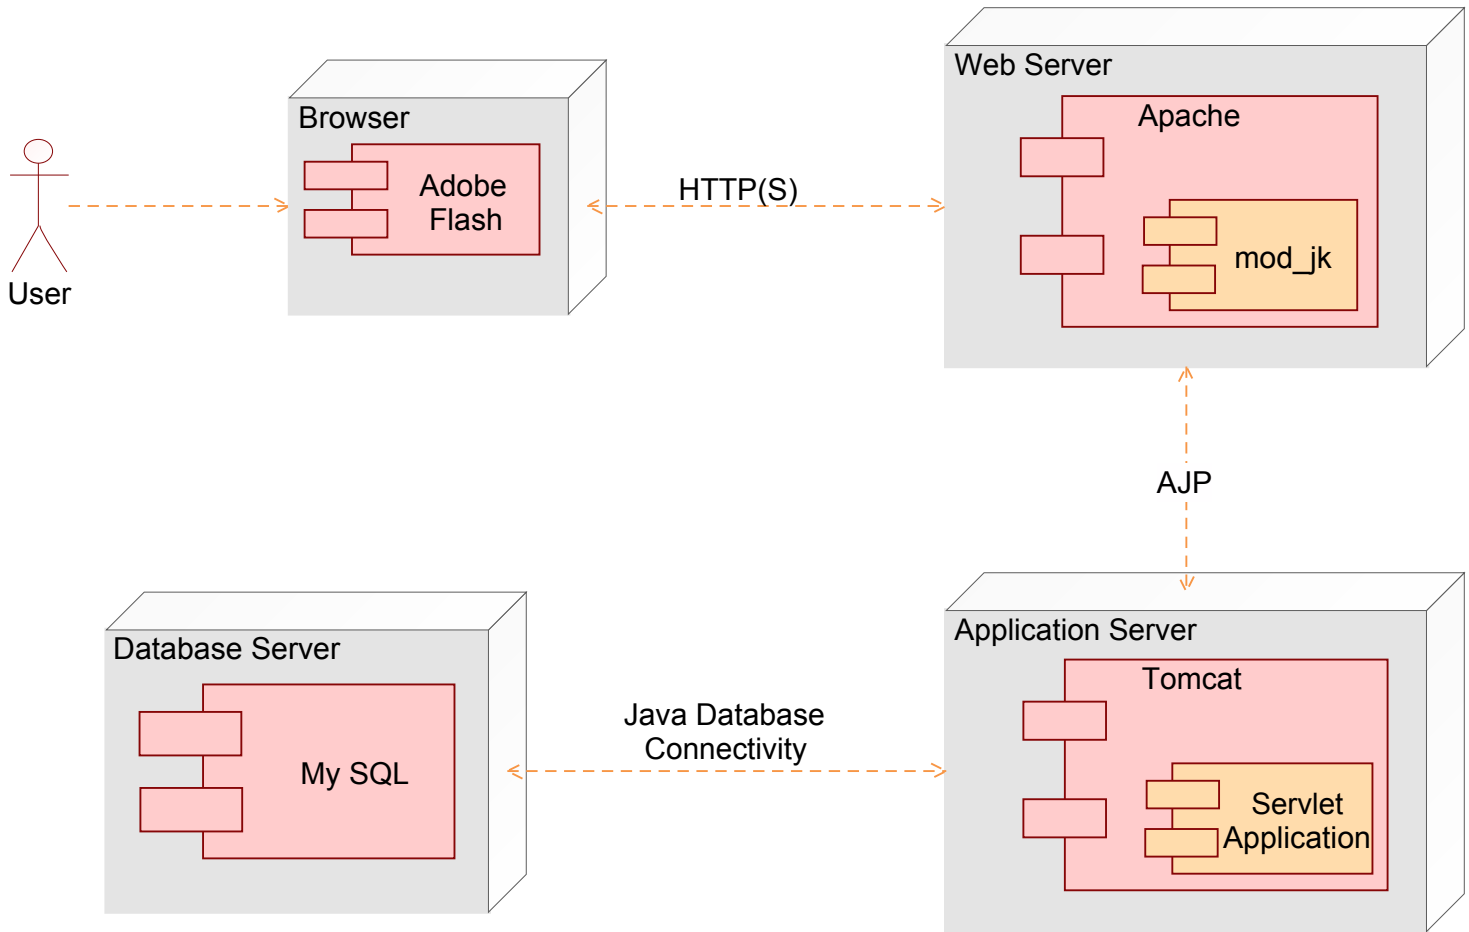 Web Server
Apache
mod_jk
Browser
Adobe
Flash
HTTP(S)
User
AJP
Application Server
Tomcat
Servlet
Application
Java Database
Connectivity
Database Server
My SQL